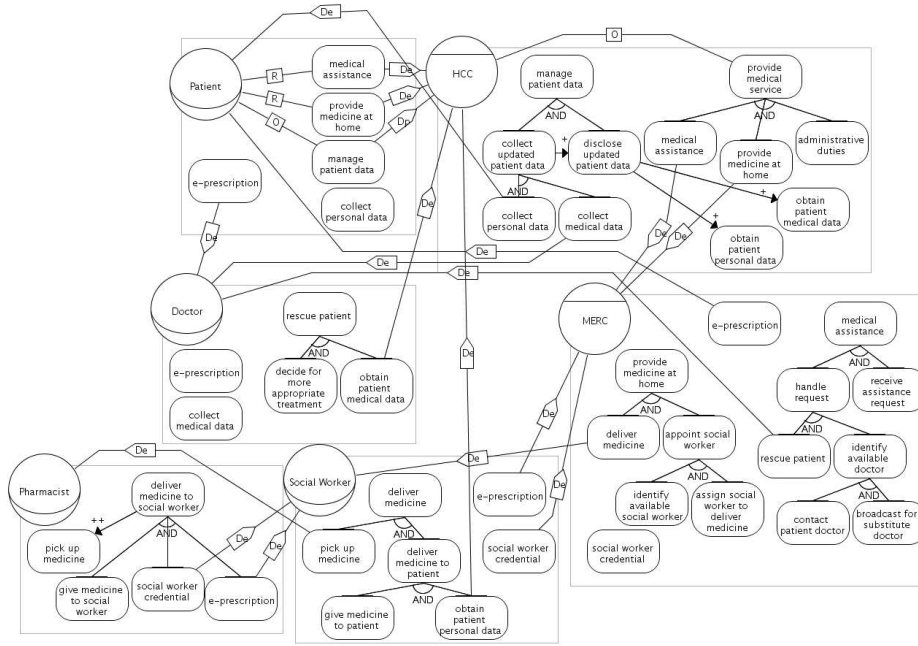 De
O
Patient
R
medical
assistance
De
HCC
R
provide
medicine at
home
De
O
Dp
manage
patient data
collect
personal data
e-prescription
De
manage
patient data
AND
collect
updated
patient data
+
disclose
updated
patient data
AND
collect
personal data
collect
medical data
+
obtain
patient
medical data
+
obtain
patient
personal data
provide
medical
service
AND
medical
assistance
provide
medicine at
home
administrative
duties
De
De
De
De
De
De
Doctor
rescue patient
AND
decide for
more
appropriate
treatment
obtain
patient
medical data
e-prescription
collect
medical data
De
MERC
provide
medicine at
home
AND
deliver
medicine
appoint social
worker
AND
identify
available
social worker
assign social
worker to
deliver
medicine
e-prescription
medical
assistance
AND
handle
request
receive
assistance
request
AND
rescue patient
identify
available
doctor
AND
contact
patient doctor
broadcast for
substitute
doctor
De
De
e-prescription
social worker
credential
social worker
credential
De
De
Pharmacist
deliver
medicine to
social worker
++
AND
pick up
medicine
give medicine
to social
worker
social worker
credential
e-prescription
De
De
Social Worker
deliver
medicine
AND
pick up
medicine
deliver
medicine to
patient
AND
give medicine
to patient
obtain
patient
personal data